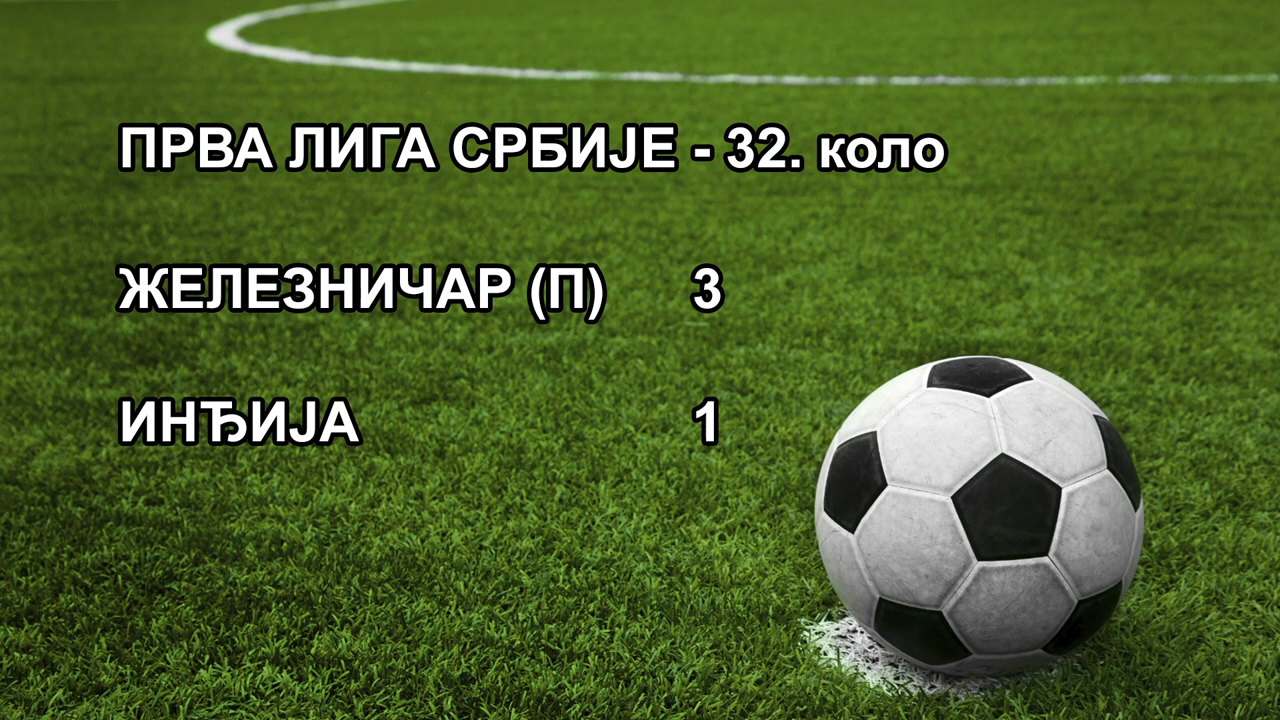 ПРВА ЛИГА СРБИЈЕ - 32. коло
ЖЕЛЕЗНИЧАР (П) 3
ИНЂИЈА 1